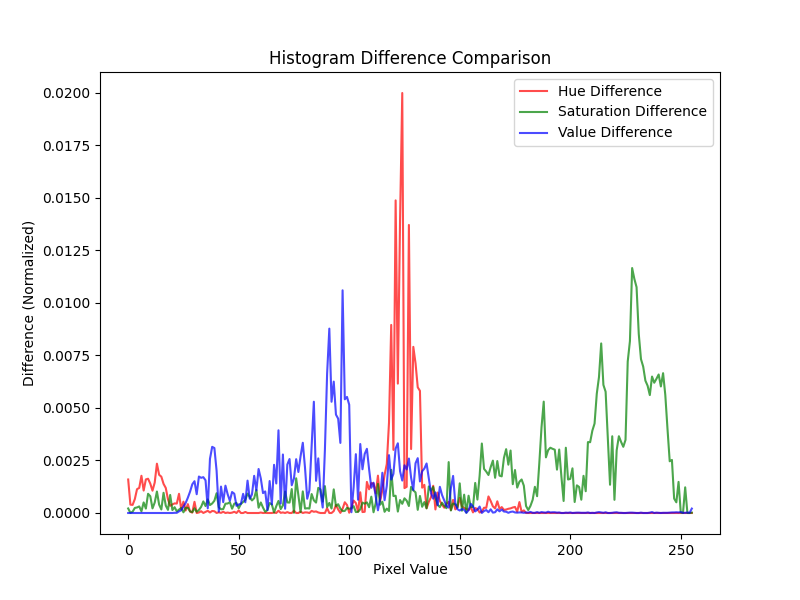 Histogram Difference Comparison
Hue Difference
Saturation Difference
Value Difference
Difference (Normalized)
0.0200
0.0175
0.0150
0.0125
0.0100
0.0075
0.0050
0.0025
0.0000
0 50 100 150 200 250
Pixel Value